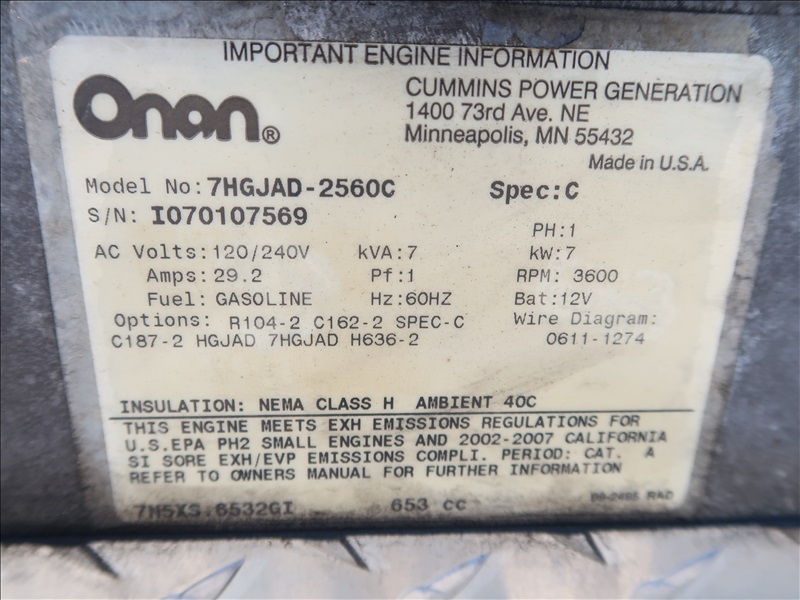 IMPORTANT ENGINE INFORMATION
Onan®
CUMMINS POWER GENERATION
1400 73rd Ave. NE
Minneapolis, MN 55432
Made in U.S.A.
Model No: 7HGJAD-2560C Spec:C
S/N: I070107569
PH:1
AC Volts: 120/240V kVA:7 kW:7
Amps: 29.2 Pf:1 RPM: 3600
Fuel: GASOLINE Hz:60HZ Bat:12V
Options: R104-2 C162-2 SPEC-C Wire Diagram:
C187-2 HGJAD 7HGJAD H636-2 0611-1274
INSULATION: NEMA CLASS H AMBIENT 40C
THIS ENGINE MEETS EXH EMISSIONS REGULATIONS FOR
U.S.EPA PH2 SMALL ENGINES AND 2002-2007 CALIFORNIA
SI SORE EXH/EVP EMISSIONS COMPLI. PERIOD: CAT. A
REFER TO OWNERS MANUAL FOR FURTHER INFORMATION
7M5XS.6532GI 653 CC